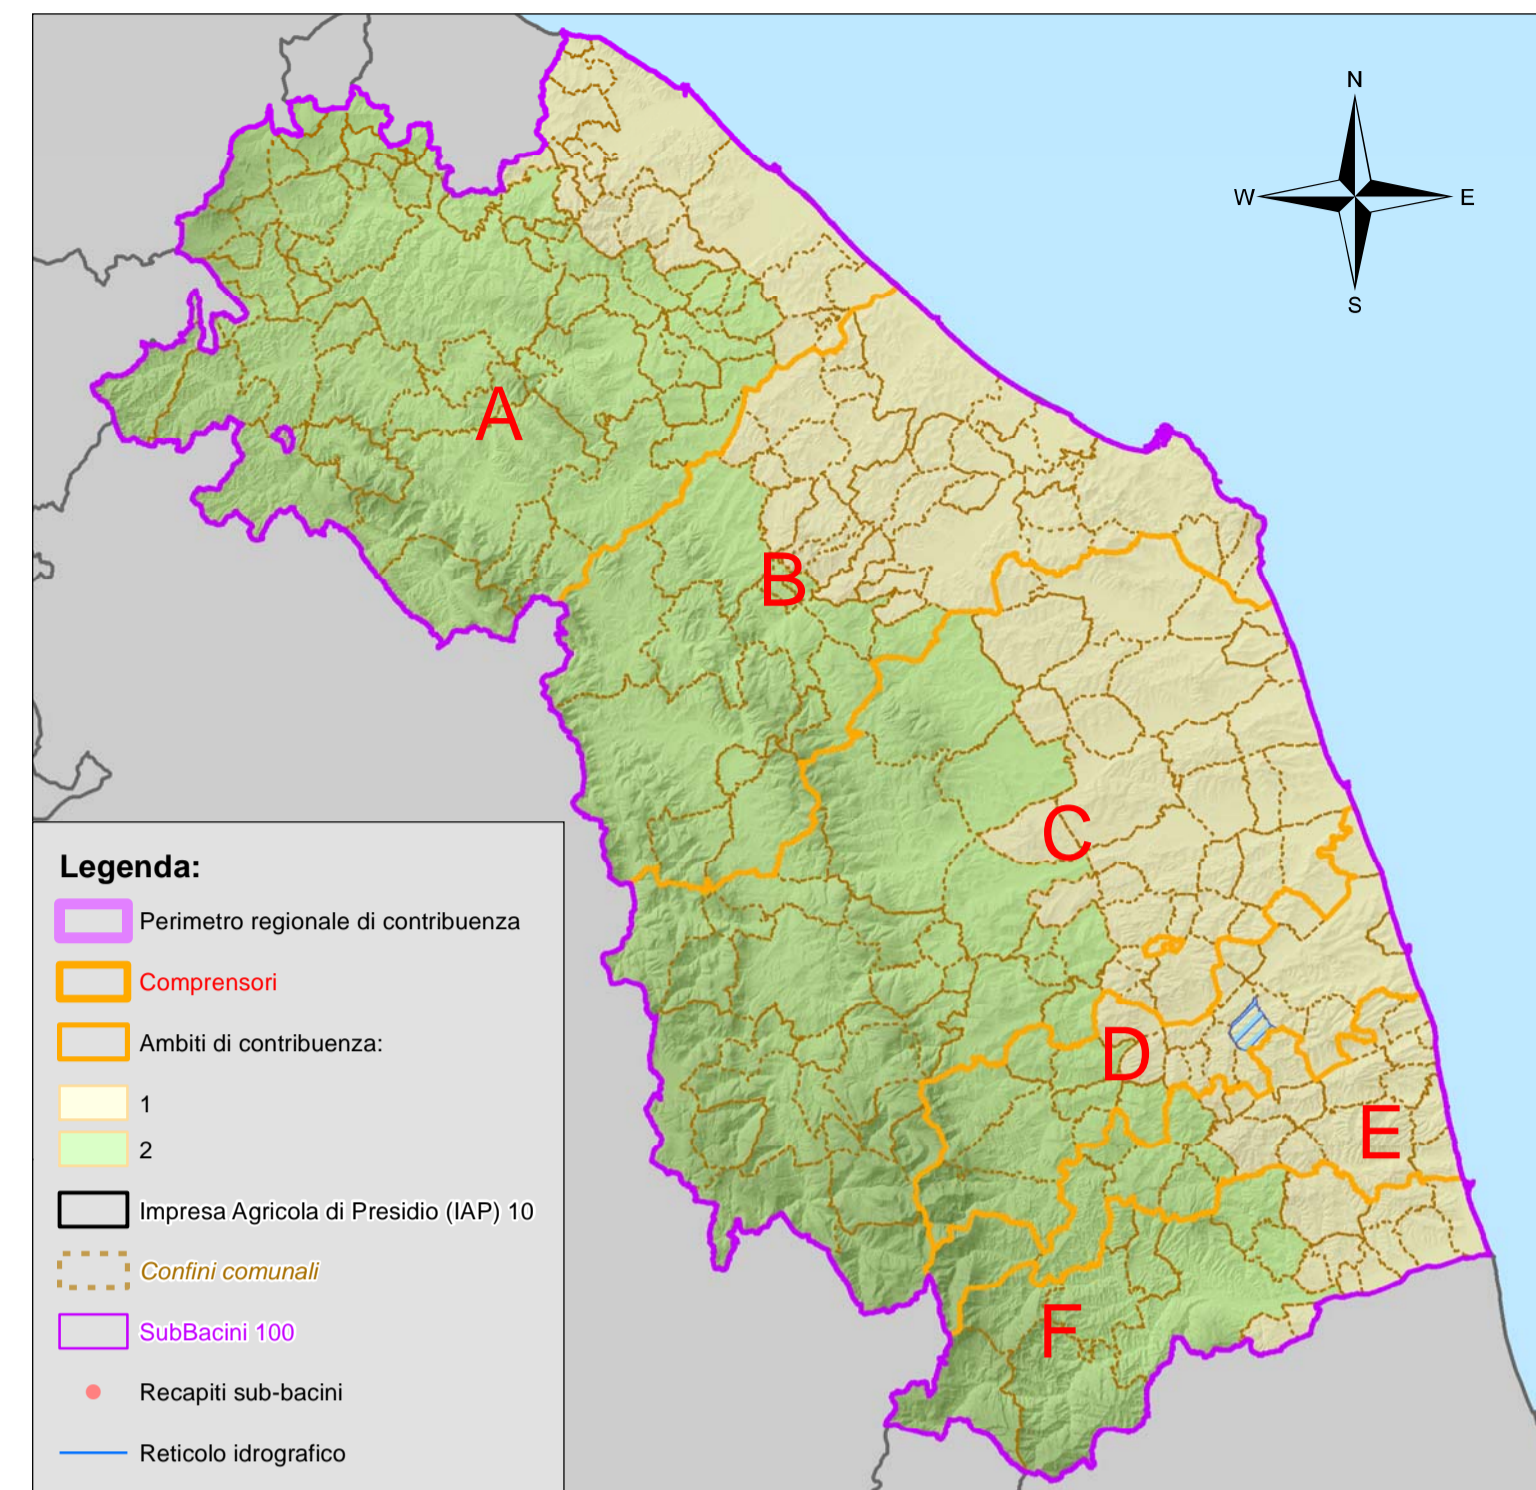 N
W E
S
A
B
C
D
E
F
Legenda:
Perimetro regionale di contribuenza
Comprensori
Ambiti di contribuenza:
1
2
Impresa Agricola di Presidio (IAP) 10
Confini comunali
SubBacini 100
Recapiti sub-bacini
Reticolo idrografico